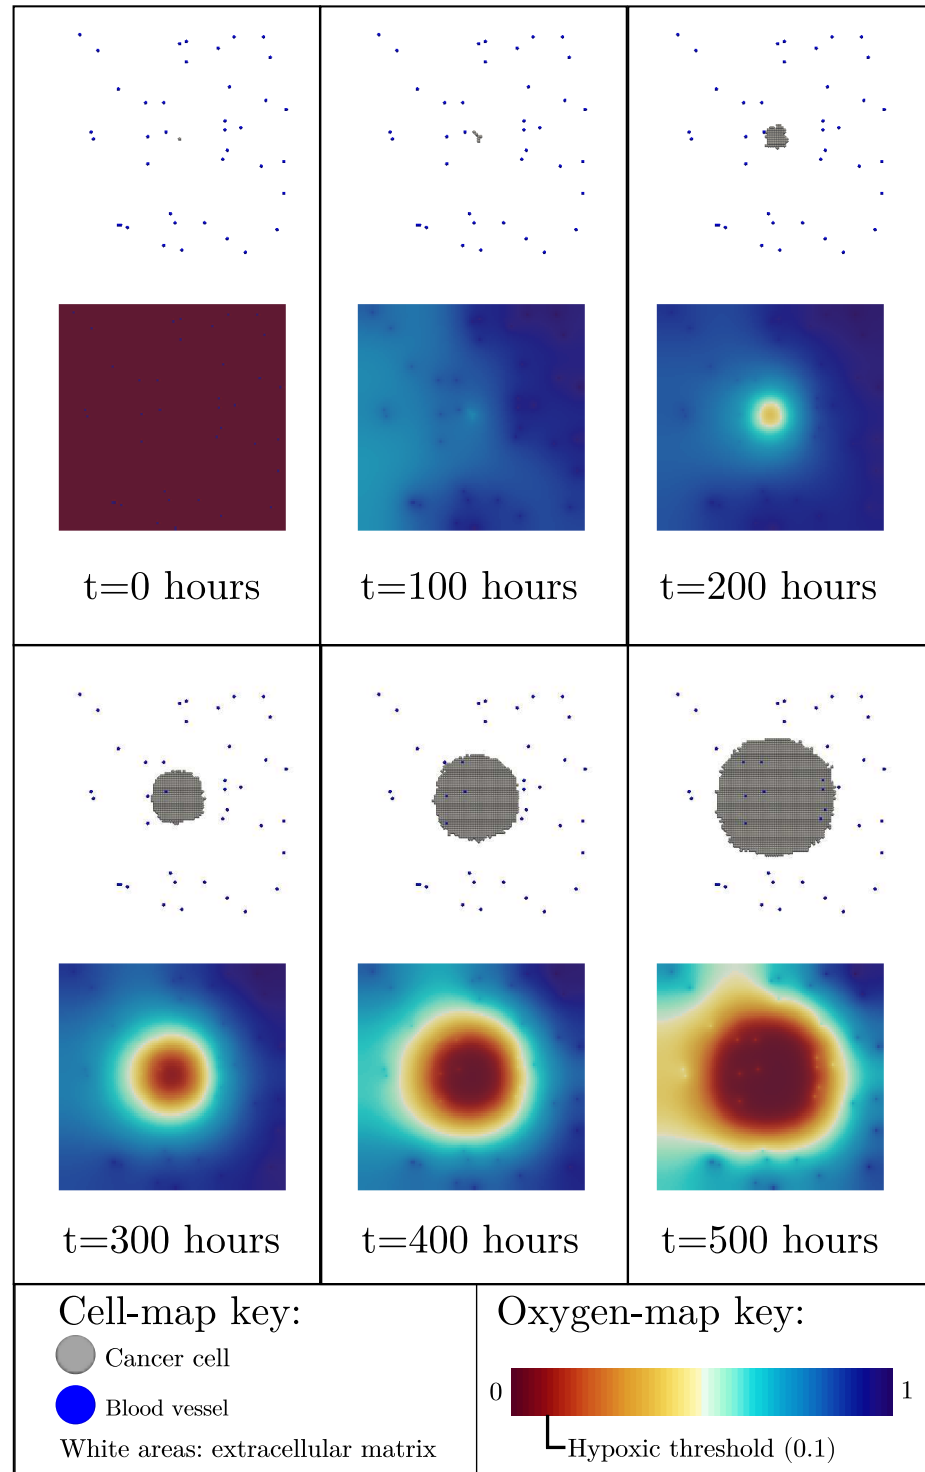 t=0 hours
t=100 hours
t=200 hours
t=300 hours
t=400 hours
t=500 hours
Cell-map key:
Cancer cell
Blood vessel
White areas: extracellular matrix
Oxygen-map key:
0
1
Hypoxic threshold (0.1)